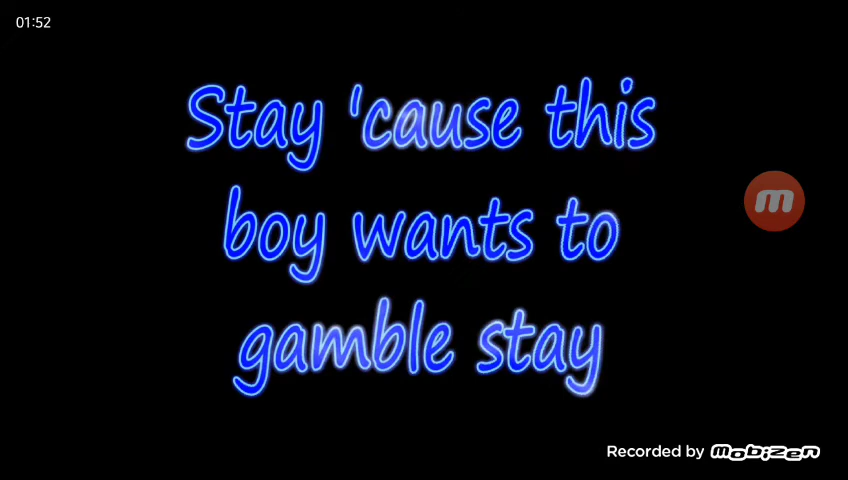 01:52
Stay 'cause this
boy wants to
gamble stay
Recorded by Mobizen